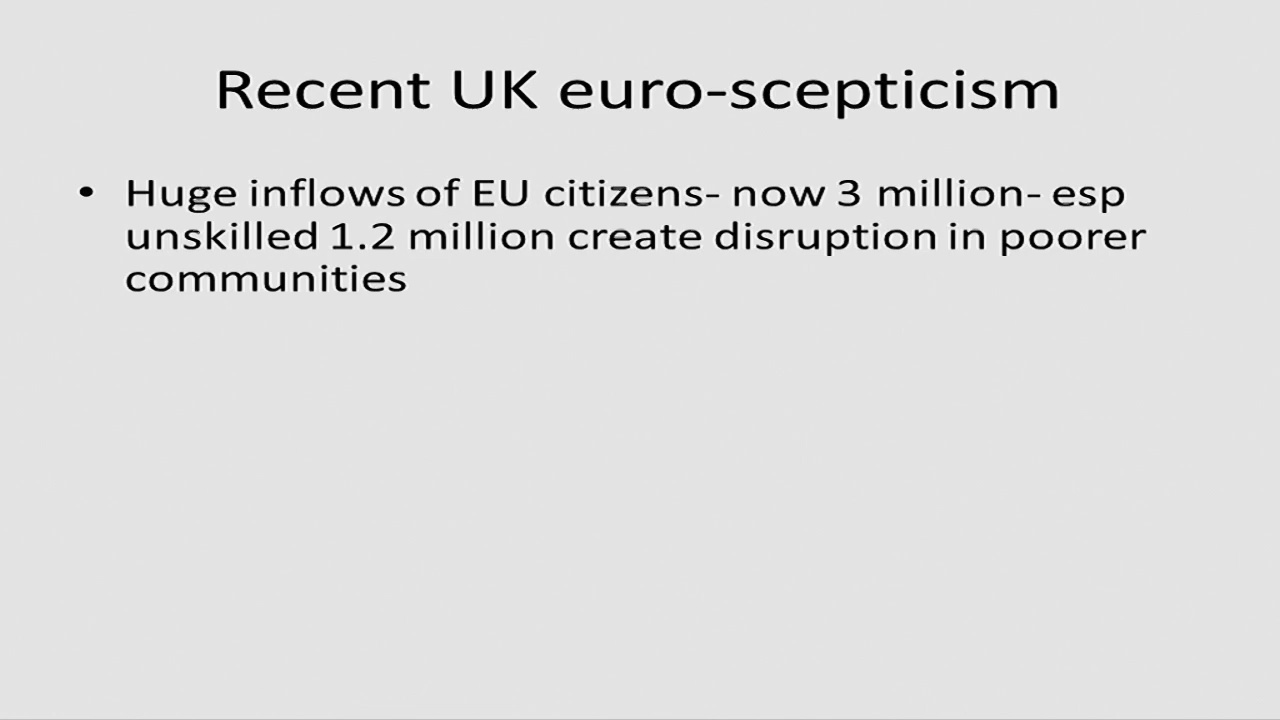 Recent UK euro-scepticism
• Huge inflows of EU citizens- now 3 million- esp
unskilled 1.2 million create disruption in poorer
communities